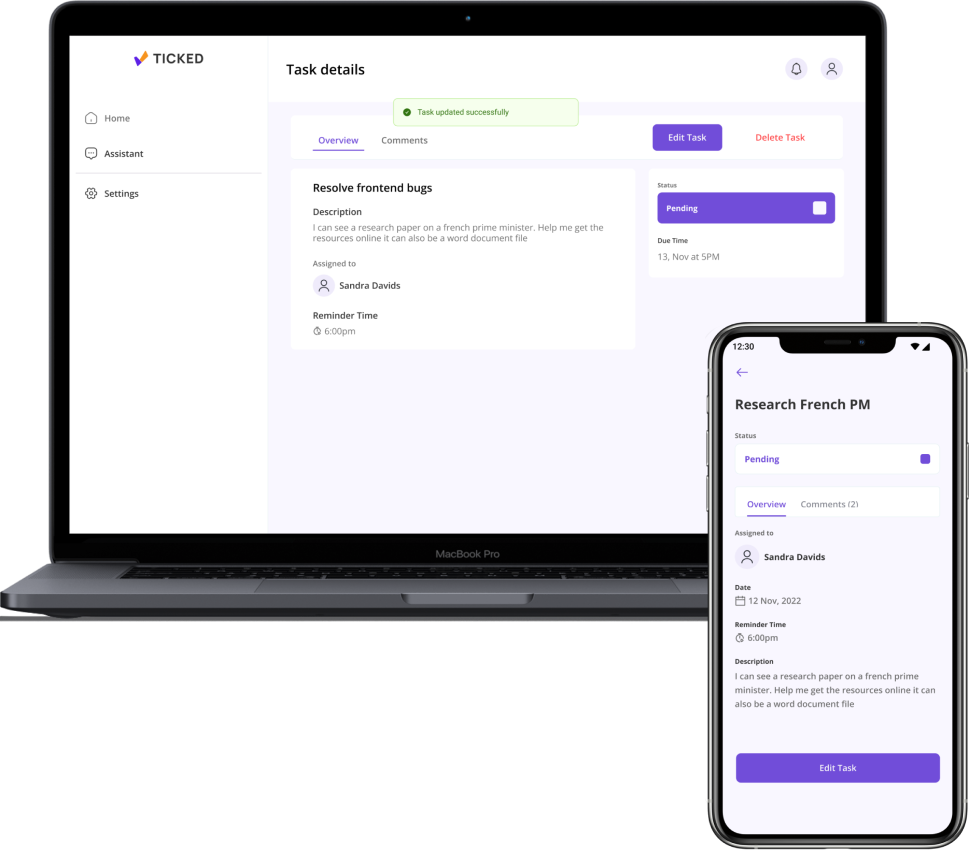 TICKED
Task details
Task updated successfully
Home
Assistant
Settings
Overview
Comments
Edit Task
Delete Task
Resolve frontend bugs
Description
I can see a research paper on a french prime minister. Help me get the
resources online it can also be a word document file
Assigned to
Sandra Davids
Reminder Time
6:00pm
Status
Pending
Due Time
13, Nov at 5PM
MacBook Pro
12:30
Research French PM
Status
Pending
Overview
Comments (2)
Assigned to
Sandra Davids
Date
12 Nov, 2022
Reminder Time
6:00pm
Description
I can see a research paper on a french prime
minister. Help me get the resources online it can
also be a word document file
Edit Task